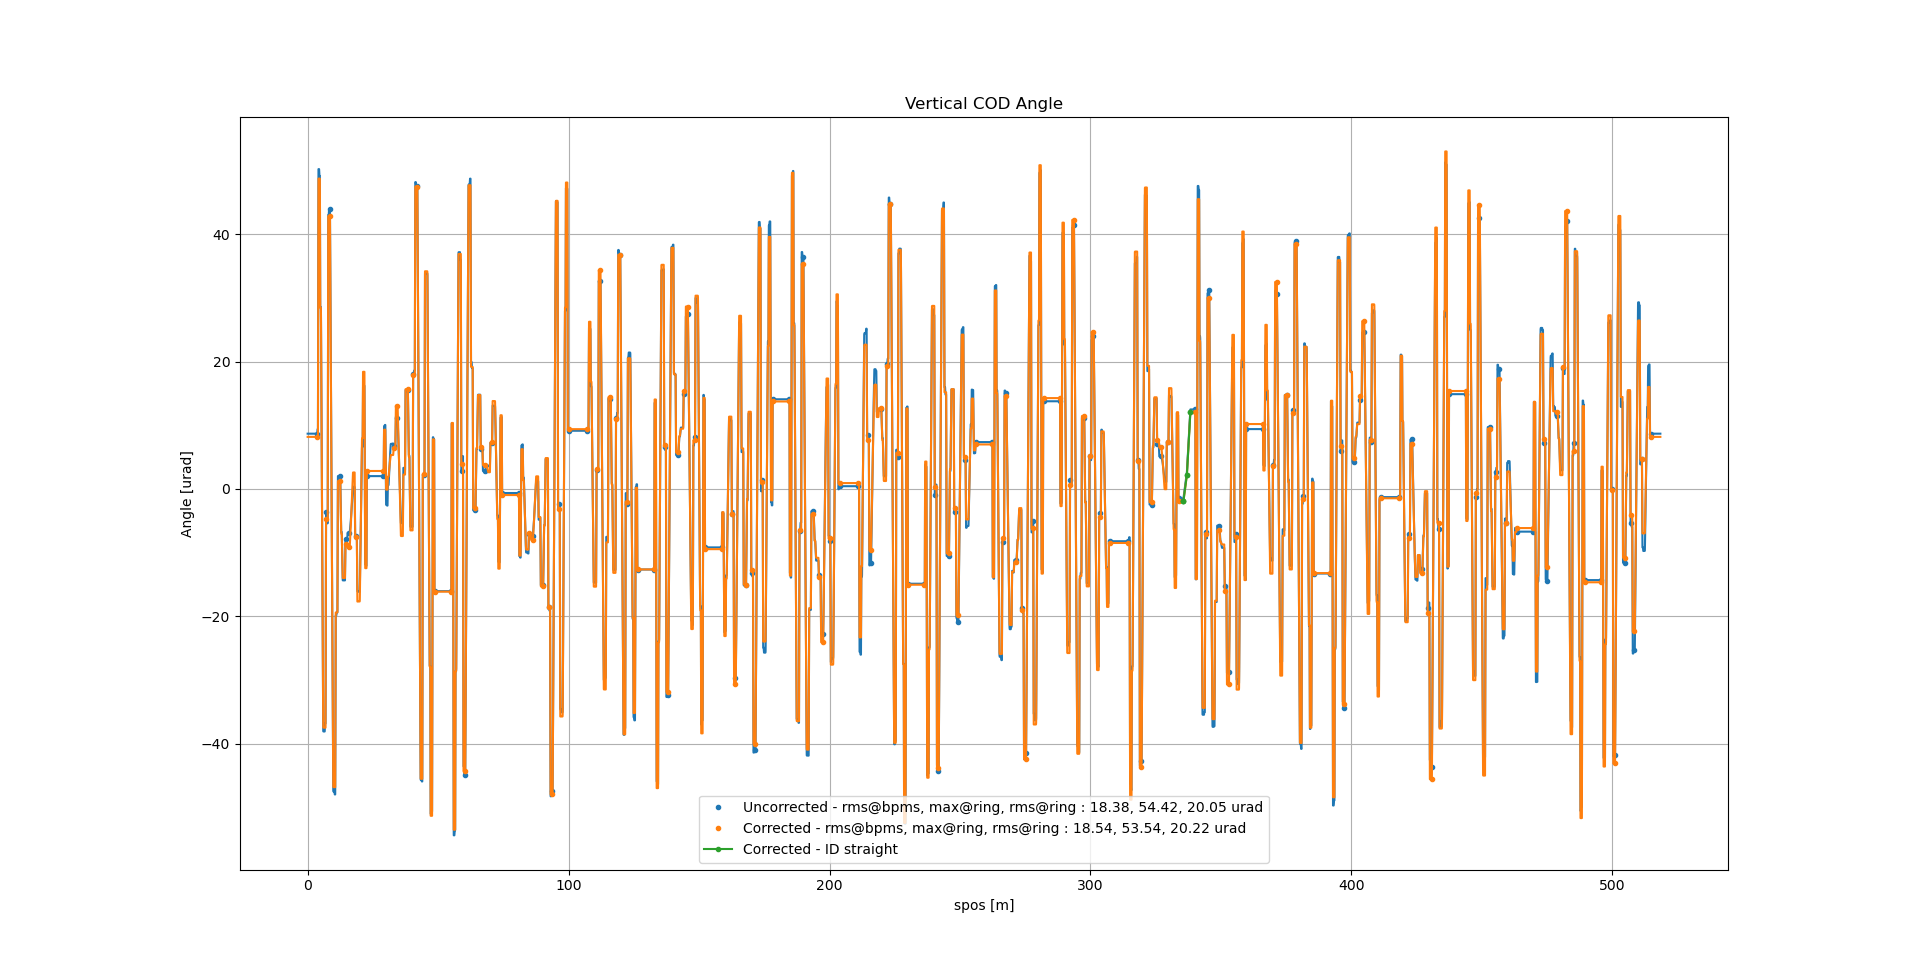 Vertical COD Angle
Angle [urad]
40
20
0
−20
−40
0 100 200 300 400 500
spos [m]
Uncorrected - rms@bpms, max@ring, rms@ring : 18.38, 54.42, 20.05 urad
Corrected - rms@bpms, max@ring, rms@ring : 18.54, 53.54, 20.22 urad
Corrected - ID straight